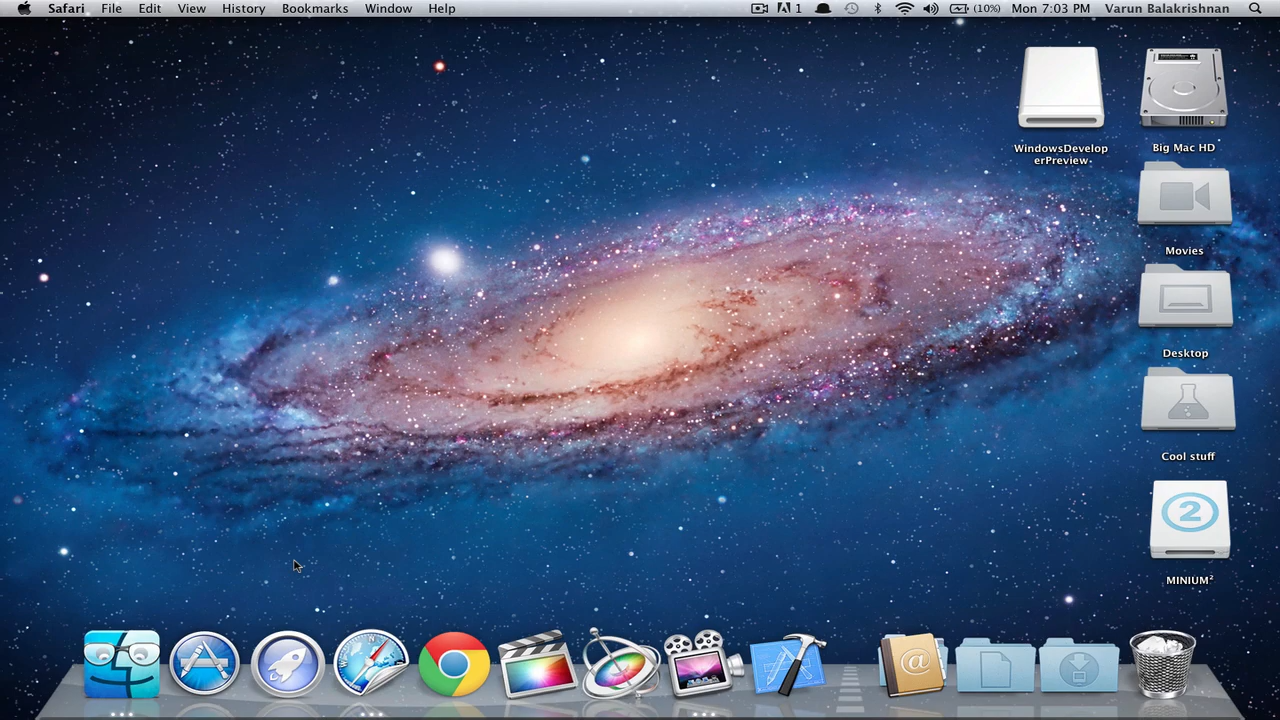 Safari File Edit View History Bookmarks Window Help 1 (10%) Mon 7:03 PM Varun Balakrishnan
WindowsDevelop
erPreview
Big Mac HD
Movies
Desktop
Cool stuff
2
MINIUM²
@